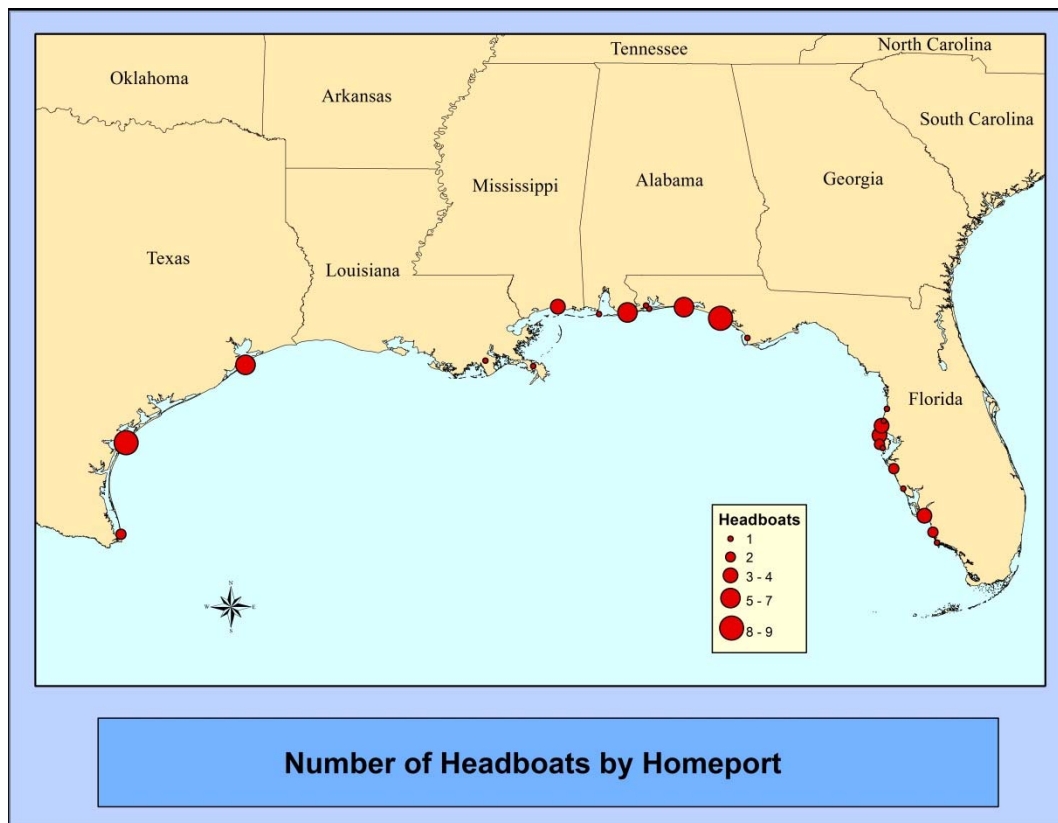 Tennessee
North Carolina
Oklahoma
Arkansas
South Carolina
Mississippi
Alabama
Georgia
Texas
Louisiana
Florida
Headboats
1
2
3 - 4
5 - 7
8 - 9
N
W E
S
Number of Headboats by Homeport